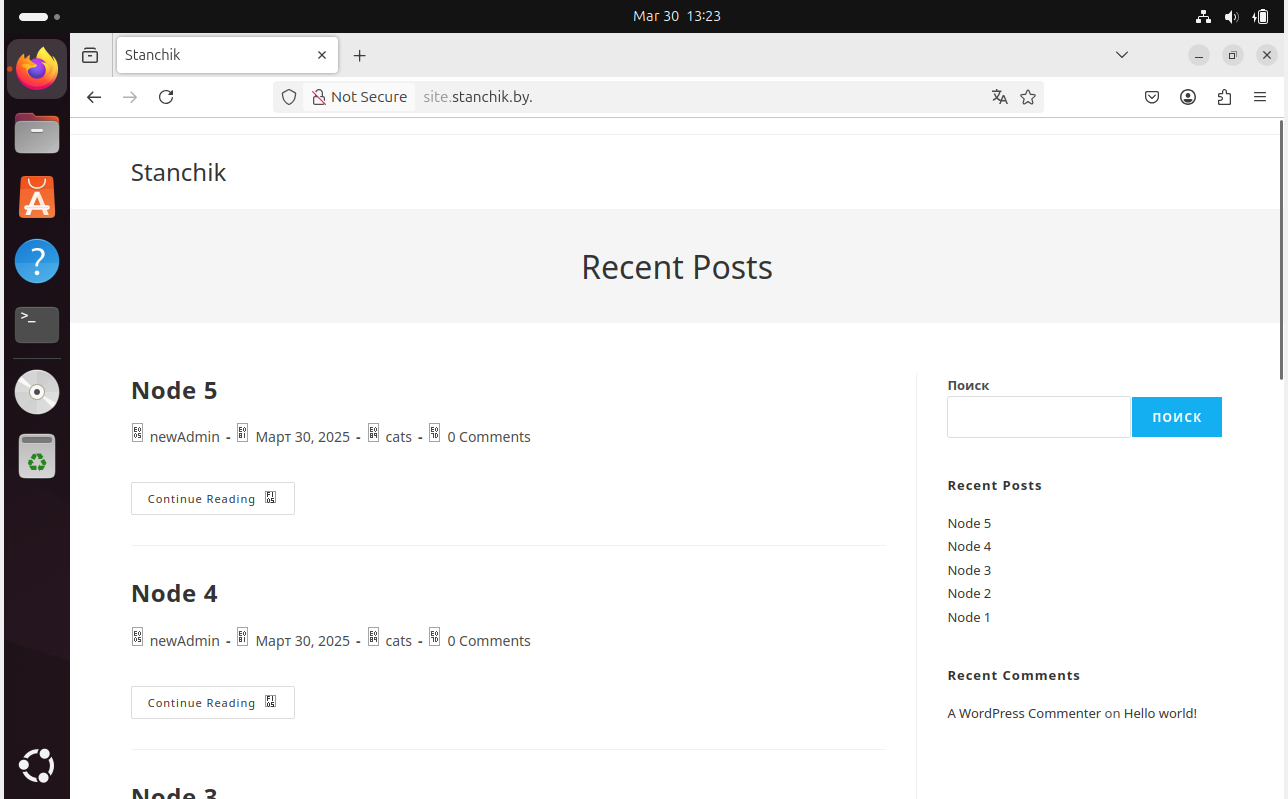 Mar 30 13:23
Stanchik
Not Secure site.stanchik.by.
Stanchik
Recent Posts
Node 5
newAdmin - Март 30, 2025 - cats - 0 Comments
Continue Reading
Node 4
newAdmin - Март 30, 2025 - cats - 0 Comments
Continue Reading
Node 3
Поиск
ПОИСК
Recent Posts
Node 5
Node 4
Node 3
Node 2
Node 1
Recent Comments
A WordPress Commenter on Hello world!